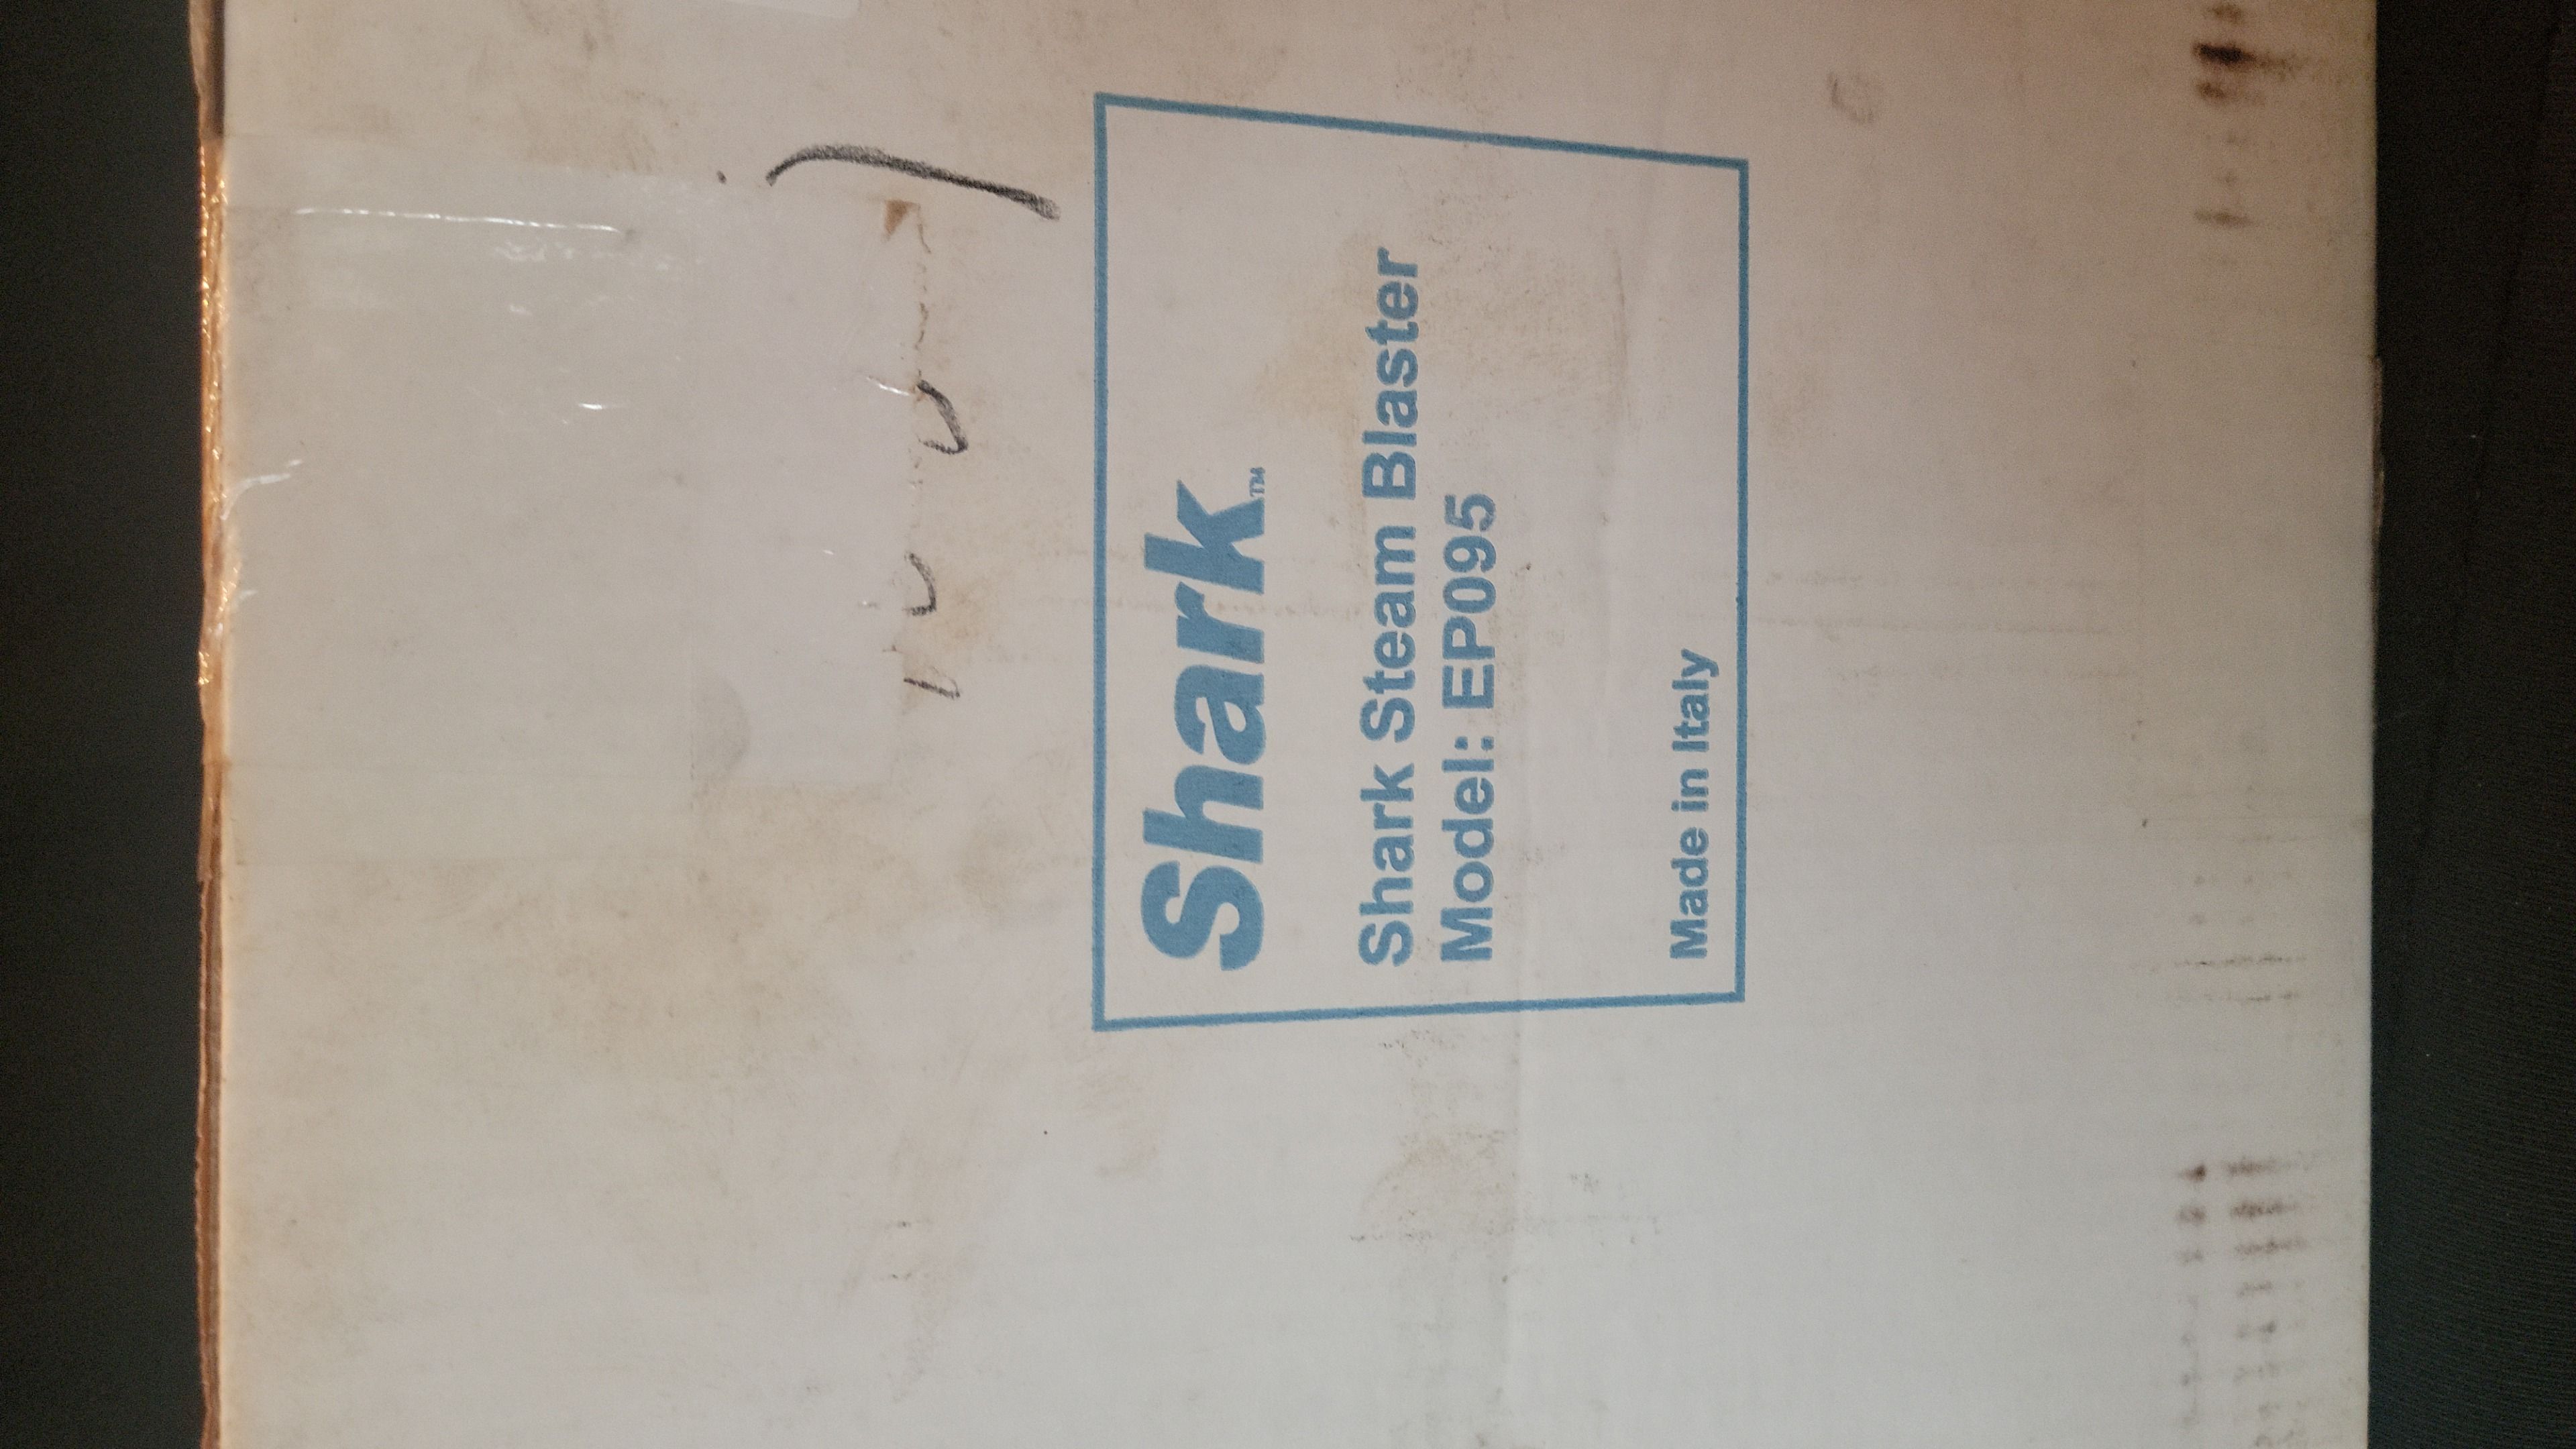 Shark™
Shark Steam Blaster
Model: EP095
Made in Italy